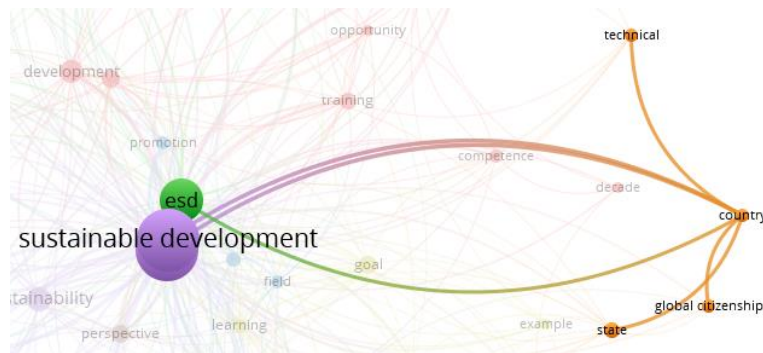 opportunity
technical
development
training
promotion
competence
decade
esd
country
sustainable development
goal
field
stainability
global citizenship
learning
example
state
perspective